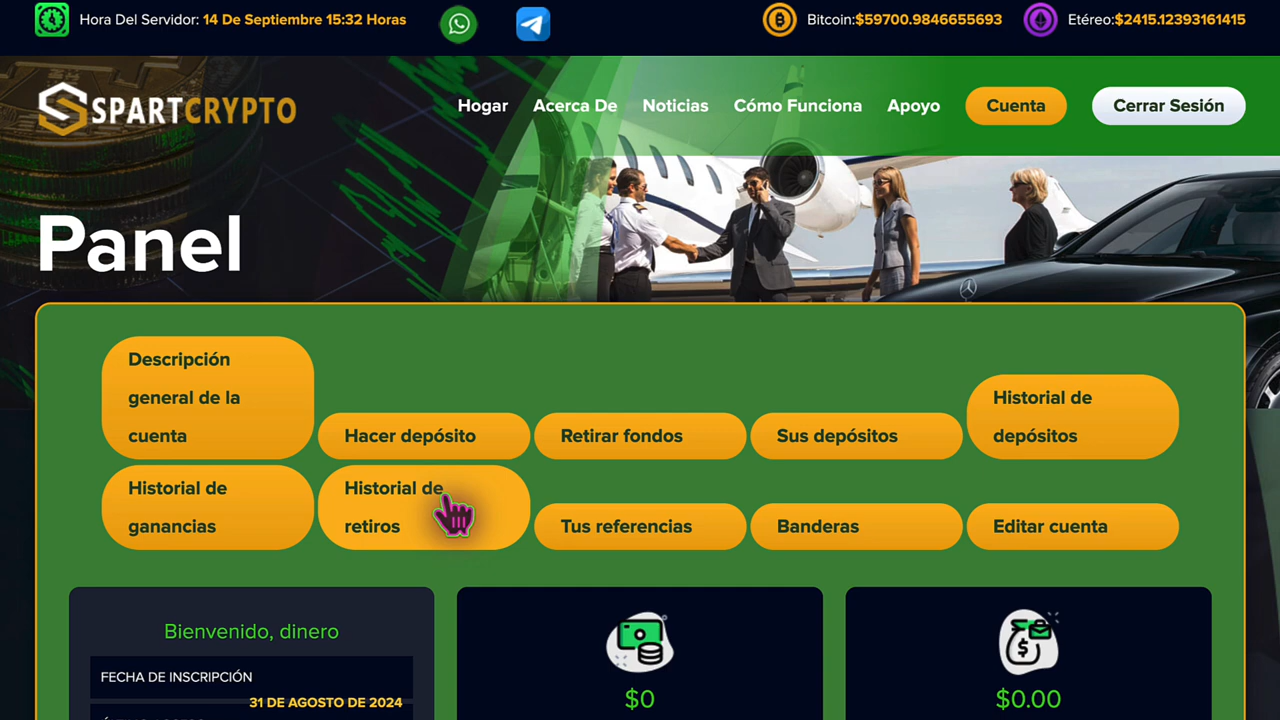 Hora Del Servidor: 14 De Septiembre 15:32 Horas
Bitcoin:$59700.9846655693
Etéreo:$2415.12393161415
SPARTCRYPTO
Hogar
Acerca De
Noticias
Cómo Funciona
Apoyo
Cuenta
Cerrar Sesión
Panel
Descripción
general de la
cuenta
Hacer depósito
Retirar fondos
Sus depósitos
Historial de
depósitos
Historial de
ganancias
Historial de
retiros
Tus referencias
Banderas
Editar cuenta
Bienvenido, dinero
FECHA DE INSCRIPCIÓN
31 DE AGOSTO DE 2024
$0
$0.00